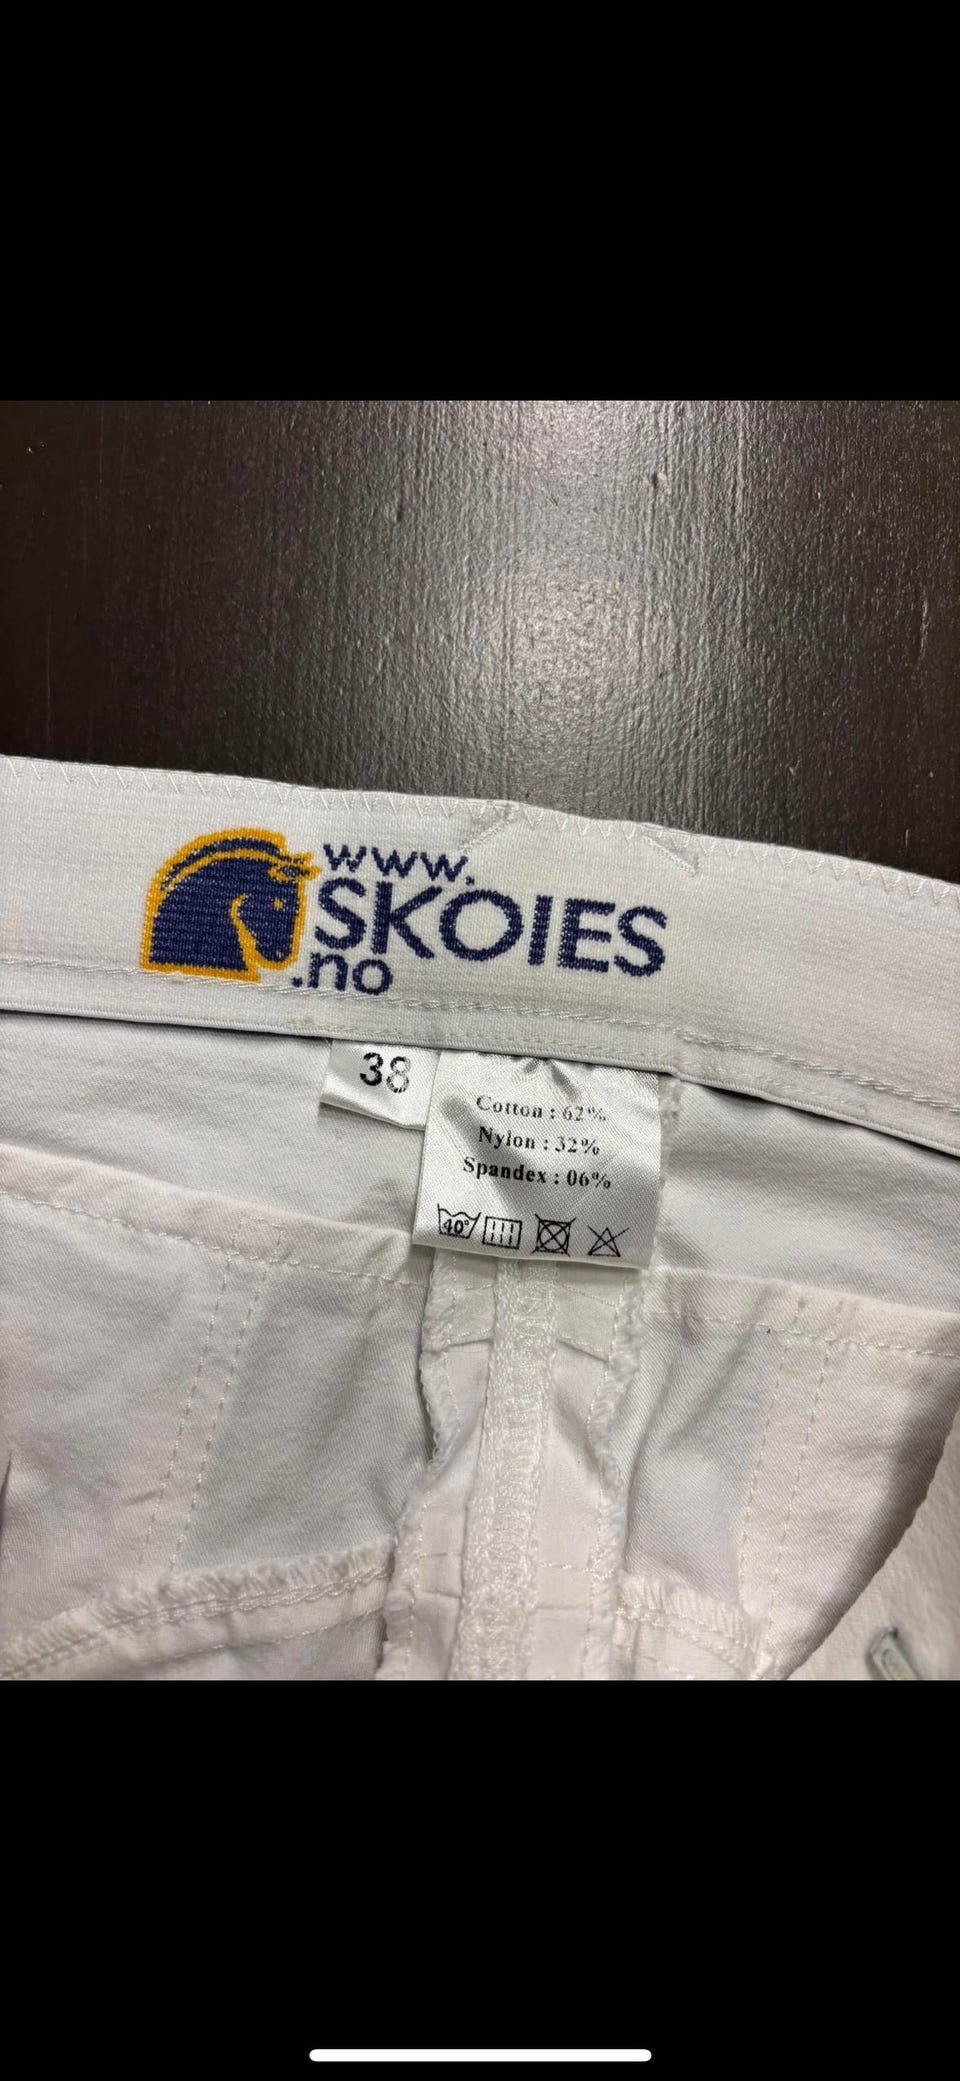 www.
SKOIES
.no
38
Cotton : 62%
Nylon : 32%
Spandex : 06%
40°